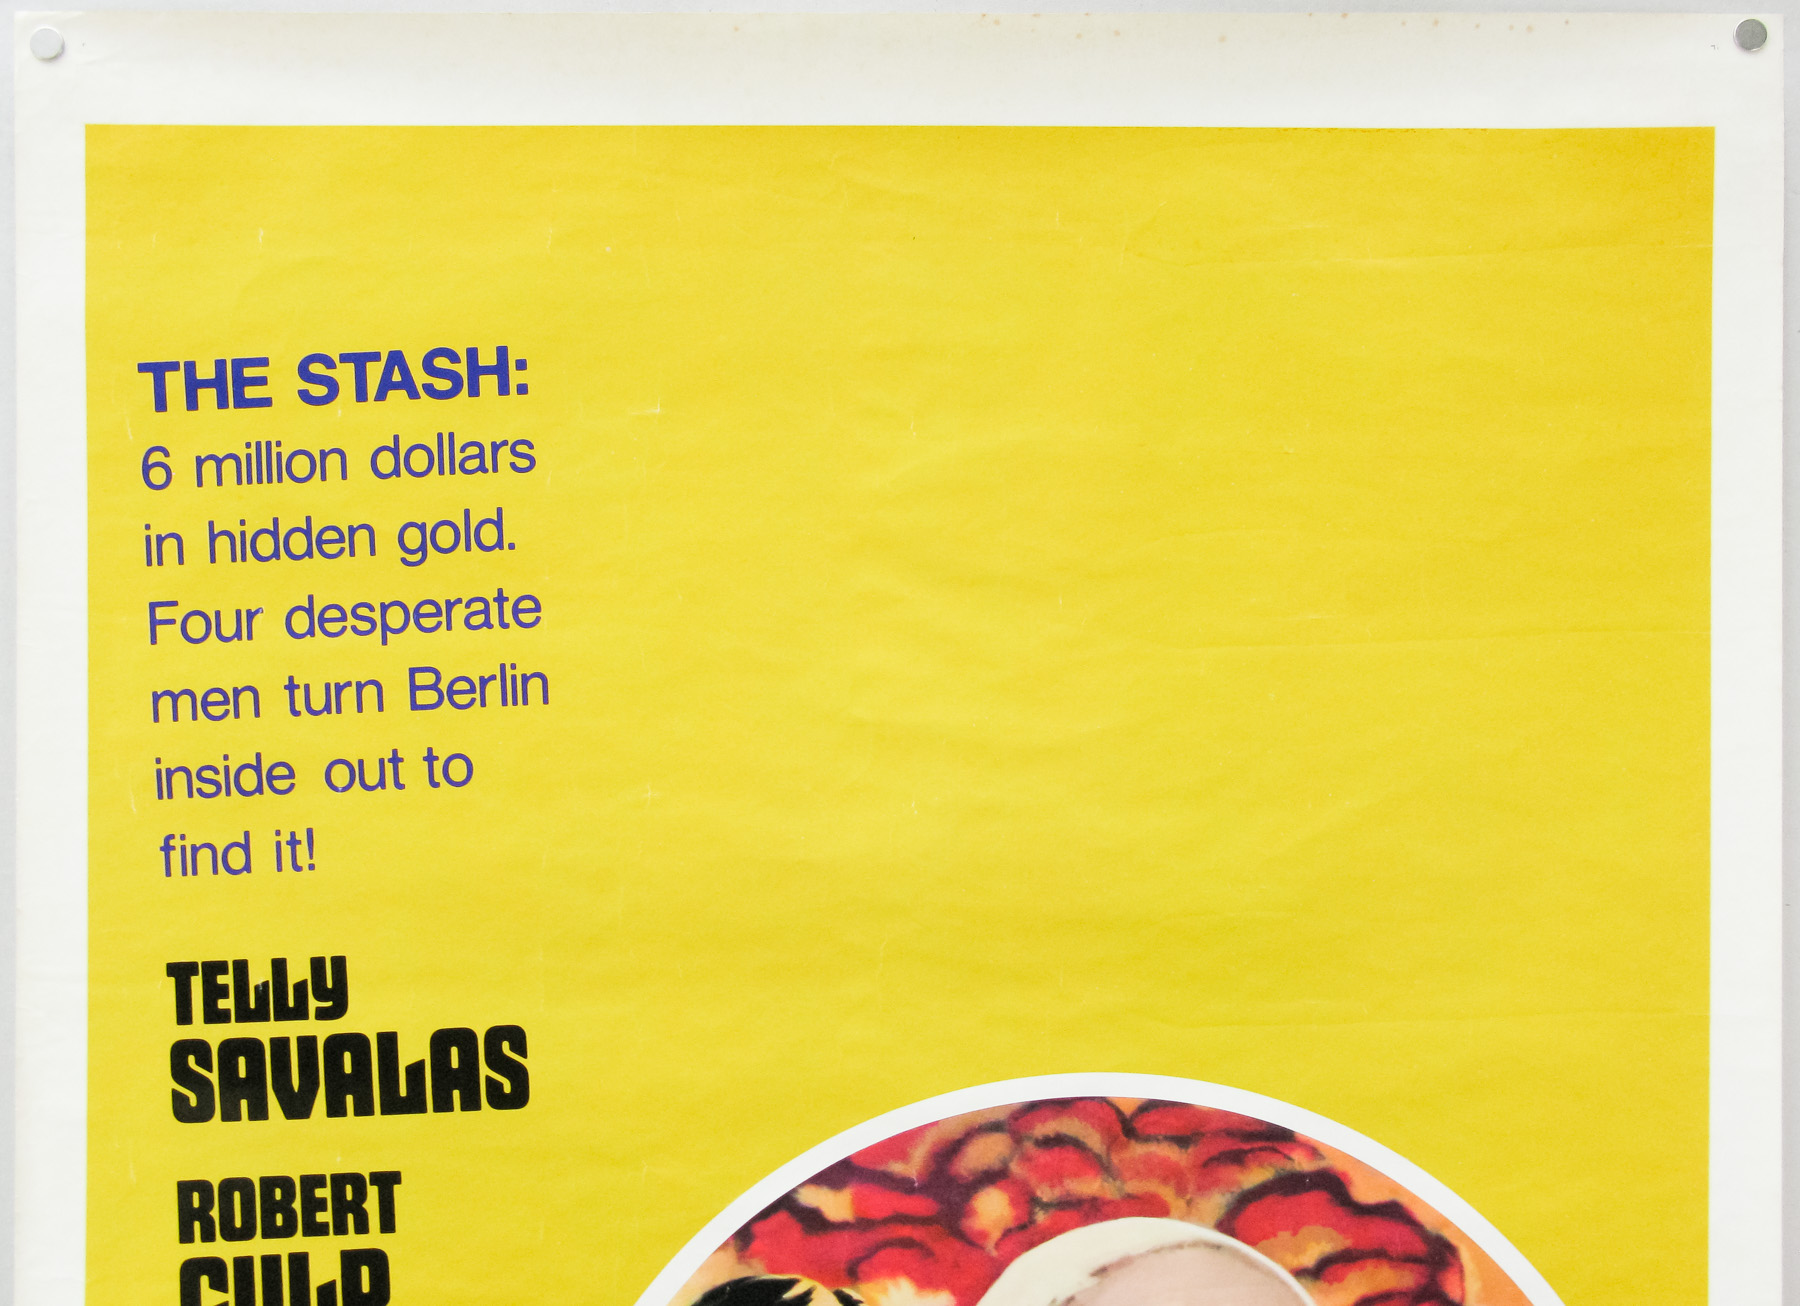 THE STASH:
6 million dollars
in hidden gold.
Four desperate
men turn Berlin
inside out to
find it!
TELLY
SAVALAS
ROBERT
CULP